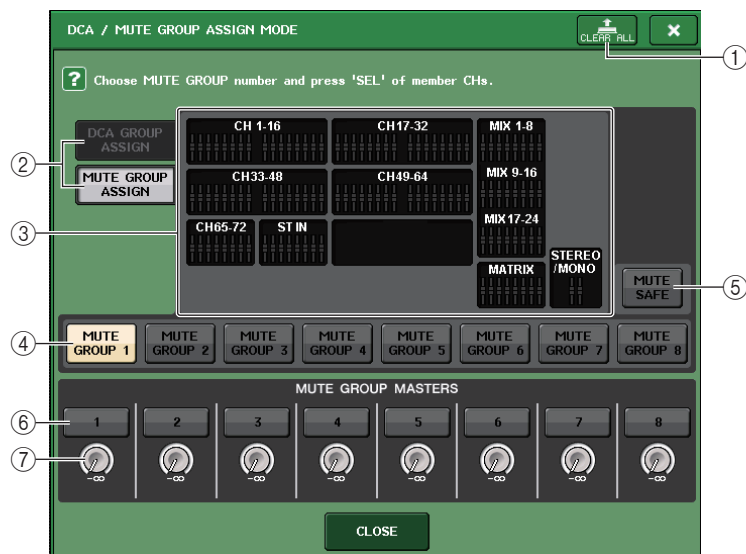 DCA / MUTE GROUP ASSIGN MODE
CLEAR ALL
×
①
? Choose MUTE GROUP number and press 'SEL' of member CHs.
②
DCA GROUP
ASSIGN
MUTE GROUP
ASSIGN
③
CH 1-16
CH17-32
MIX 1-8
CH33-48
CH49-64
MIX 9-16
CH65-72
ST IN
MIX17-24
MATRIX
STEREO
/MONO
MUTE
SAFE
⑤
④
MUTE
GROUP 1
MUTE
GROUP 2
MUTE
GROUP 3
MUTE
GROUP 4
MUTE
GROUP 5
MUTE
GROUP 6
MUTE
GROUP 7
MUTE
GROUP 8
MUTE GROUP MASTERS
⑥
1 2 3 4 5 6 7 8
⑦
-∞ -∞ -∞ -∞ -∞ -∞ -∞ -∞
CLOSE